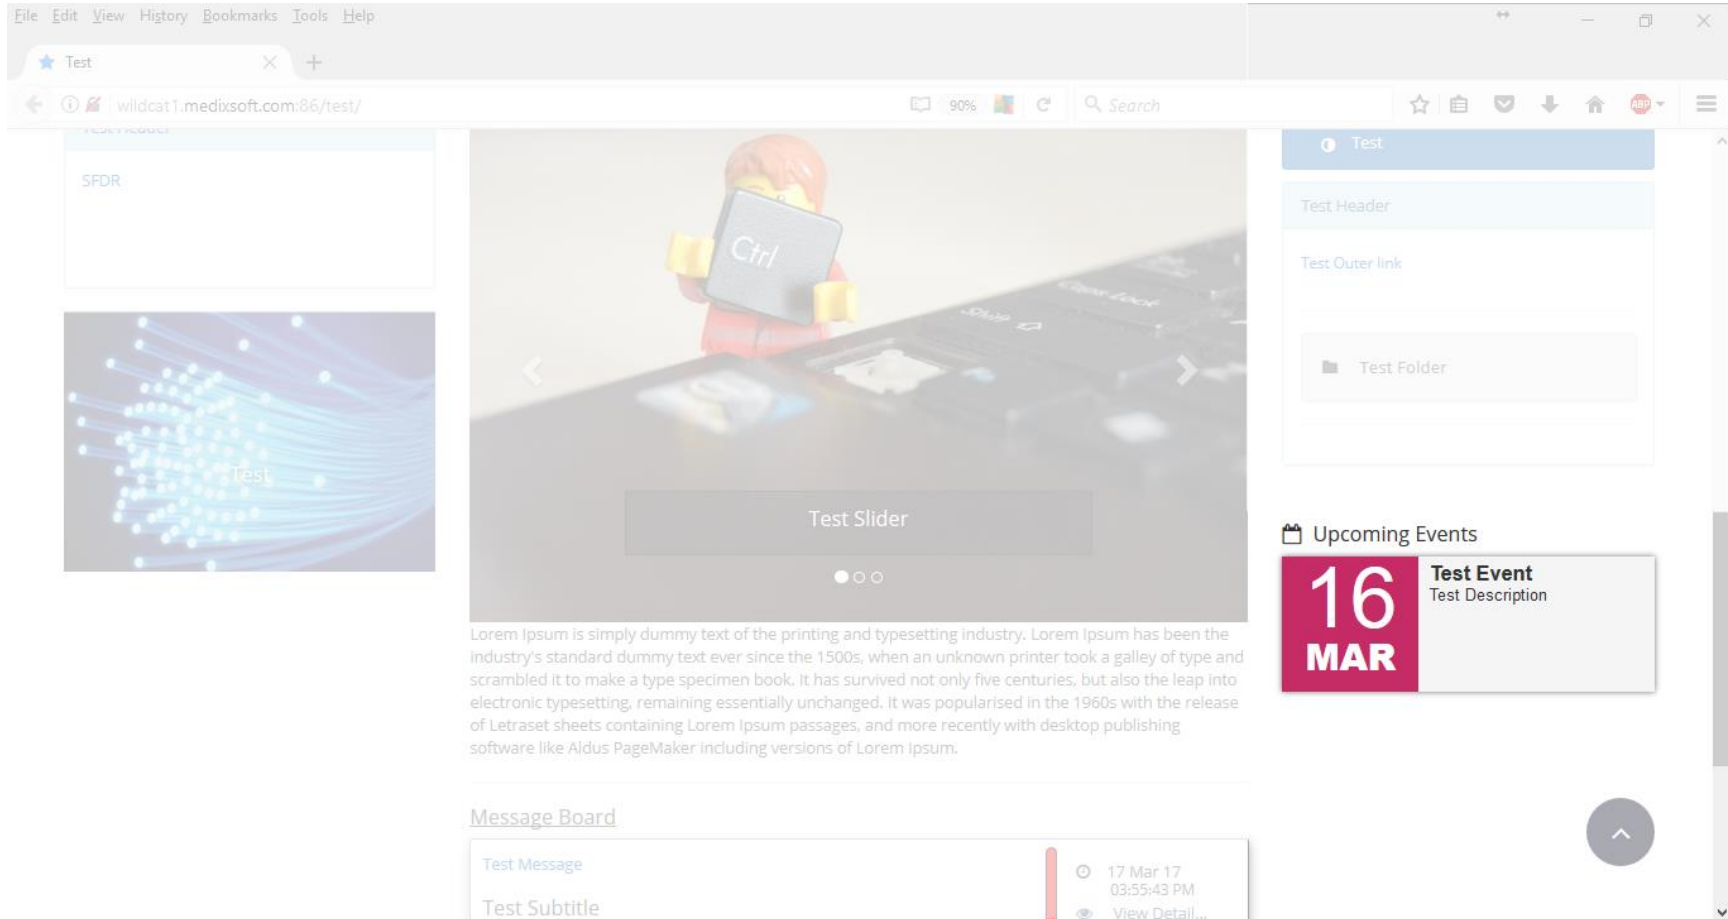 File Edit View History Bookmarks Tools Help
Test
wildcat1.medixsoft.com:86/test/
90%
Search
ABP
Test Header
SFDR
Test
Ctrl
Caps Lock
Shift
Test Slider
Lorem Ipsum is simply dummy text of the printing and typesetting industry. Lorem Ipsum has been the
industry's standard dummy text ever since the 1500s, when an unknown printer took a galley of type and
scrambled it to make a type specimen book. It has survived not only five centuries, but also the leap into
electronic typesetting, remaining essentially unchanged. It was popularised in the 1960s with the release
of Letraset sheets containing Lorem Ipsum passages, and more recently with desktop publishing
software like Aldus PageMaker including versions of Lorem Ipsum.
Message Board
Test Message
Test Subtitle
17 Mar 17
03:55:43 PM
View Detail...
Test
Test Header
Test Outer link
Test Folder
Upcoming Events
16
MAR
Test Event
Test Description